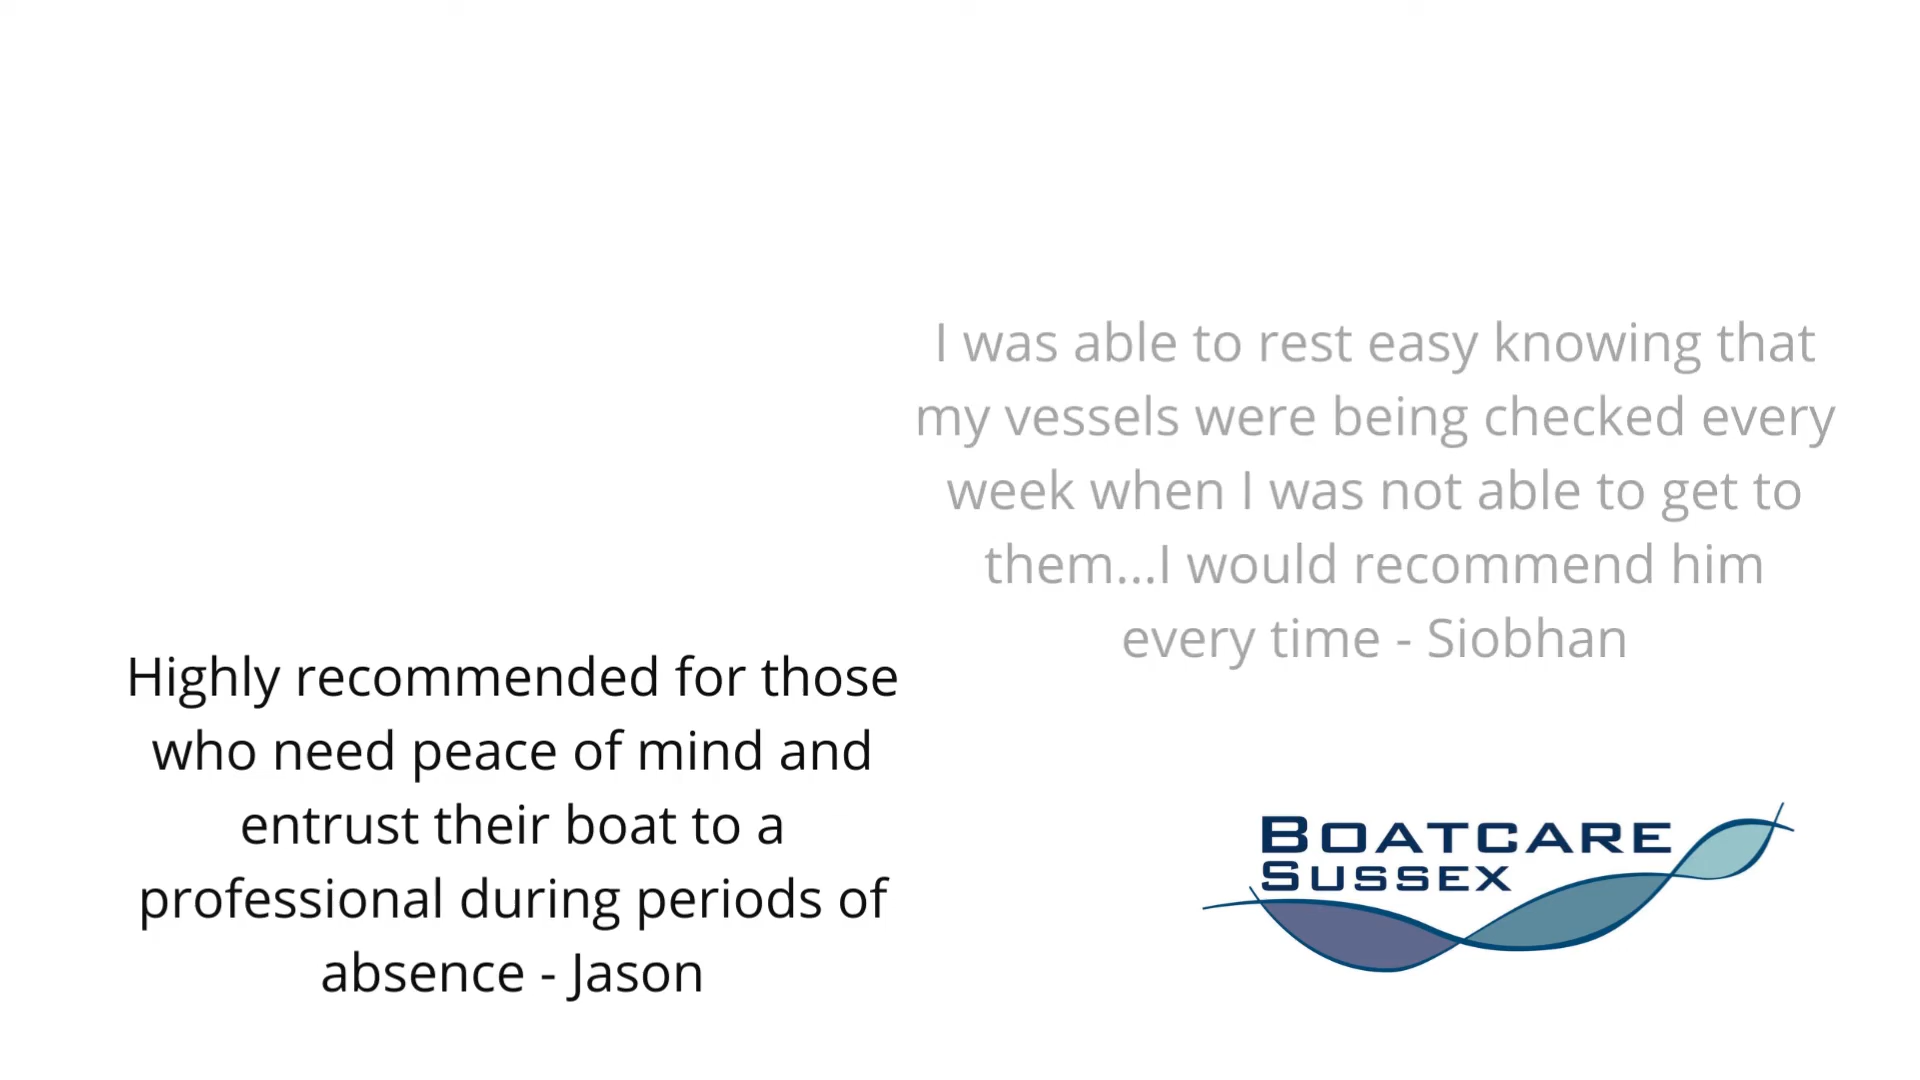 I was able to rest easy knowing that
my vessels were being checked every
week when I was not able to get to
them...I would recommend him
every time - Siobhan
Highly recommended for those
who need peace of mind and
entrust their boat to a
professional during periods of
absence - Jason
BOATCARE
SUSSEX